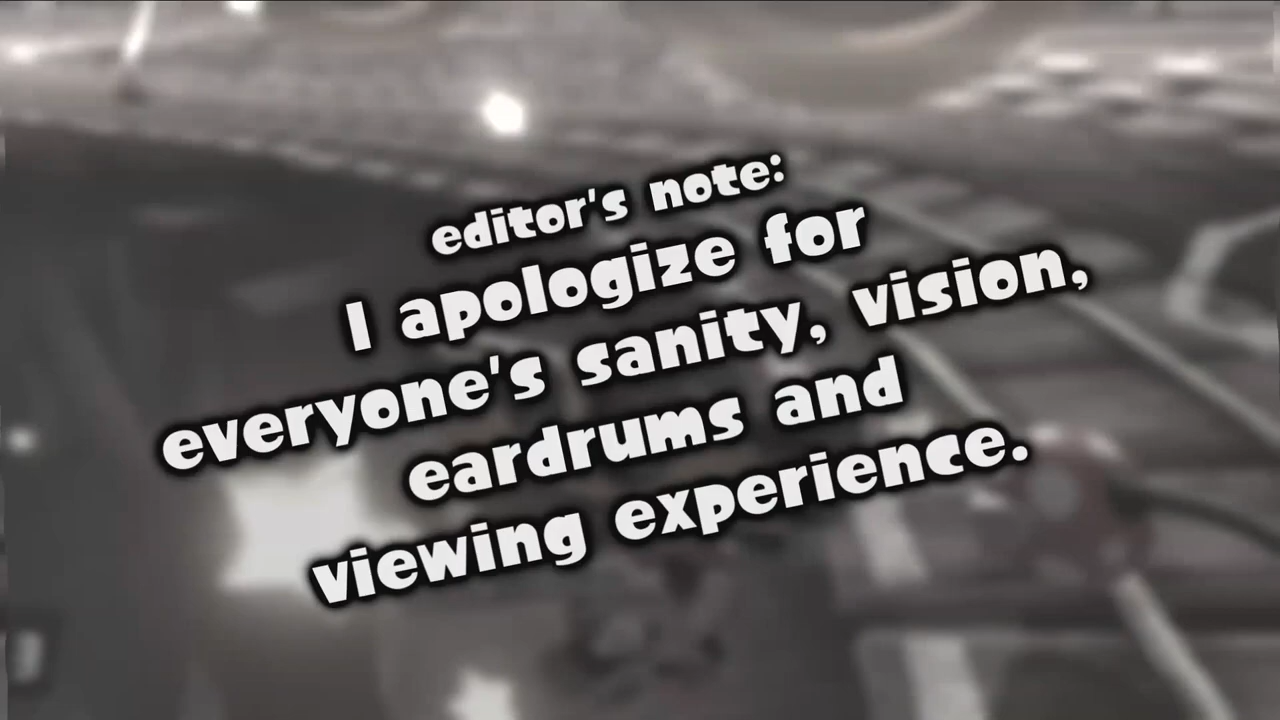 editor's note:
I apologize for
everyone's sanity, vision,
eardrums and
viewing experience.